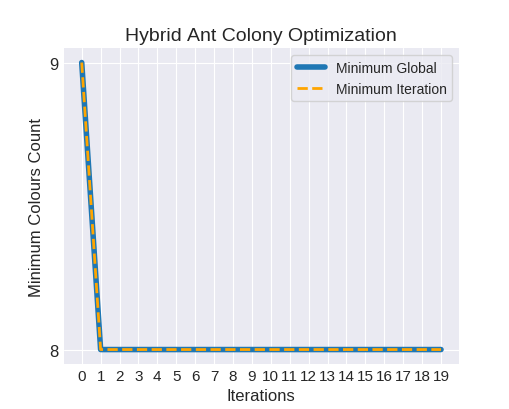 Hybrid Ant Colony Optimization
Minimum Global
Minimum Iteration
Minimum Colours Count
9
8
0 1 2 3 4 5 6 7 8 9 10 11 12 13 14 15 16 17 18 19
Iterations